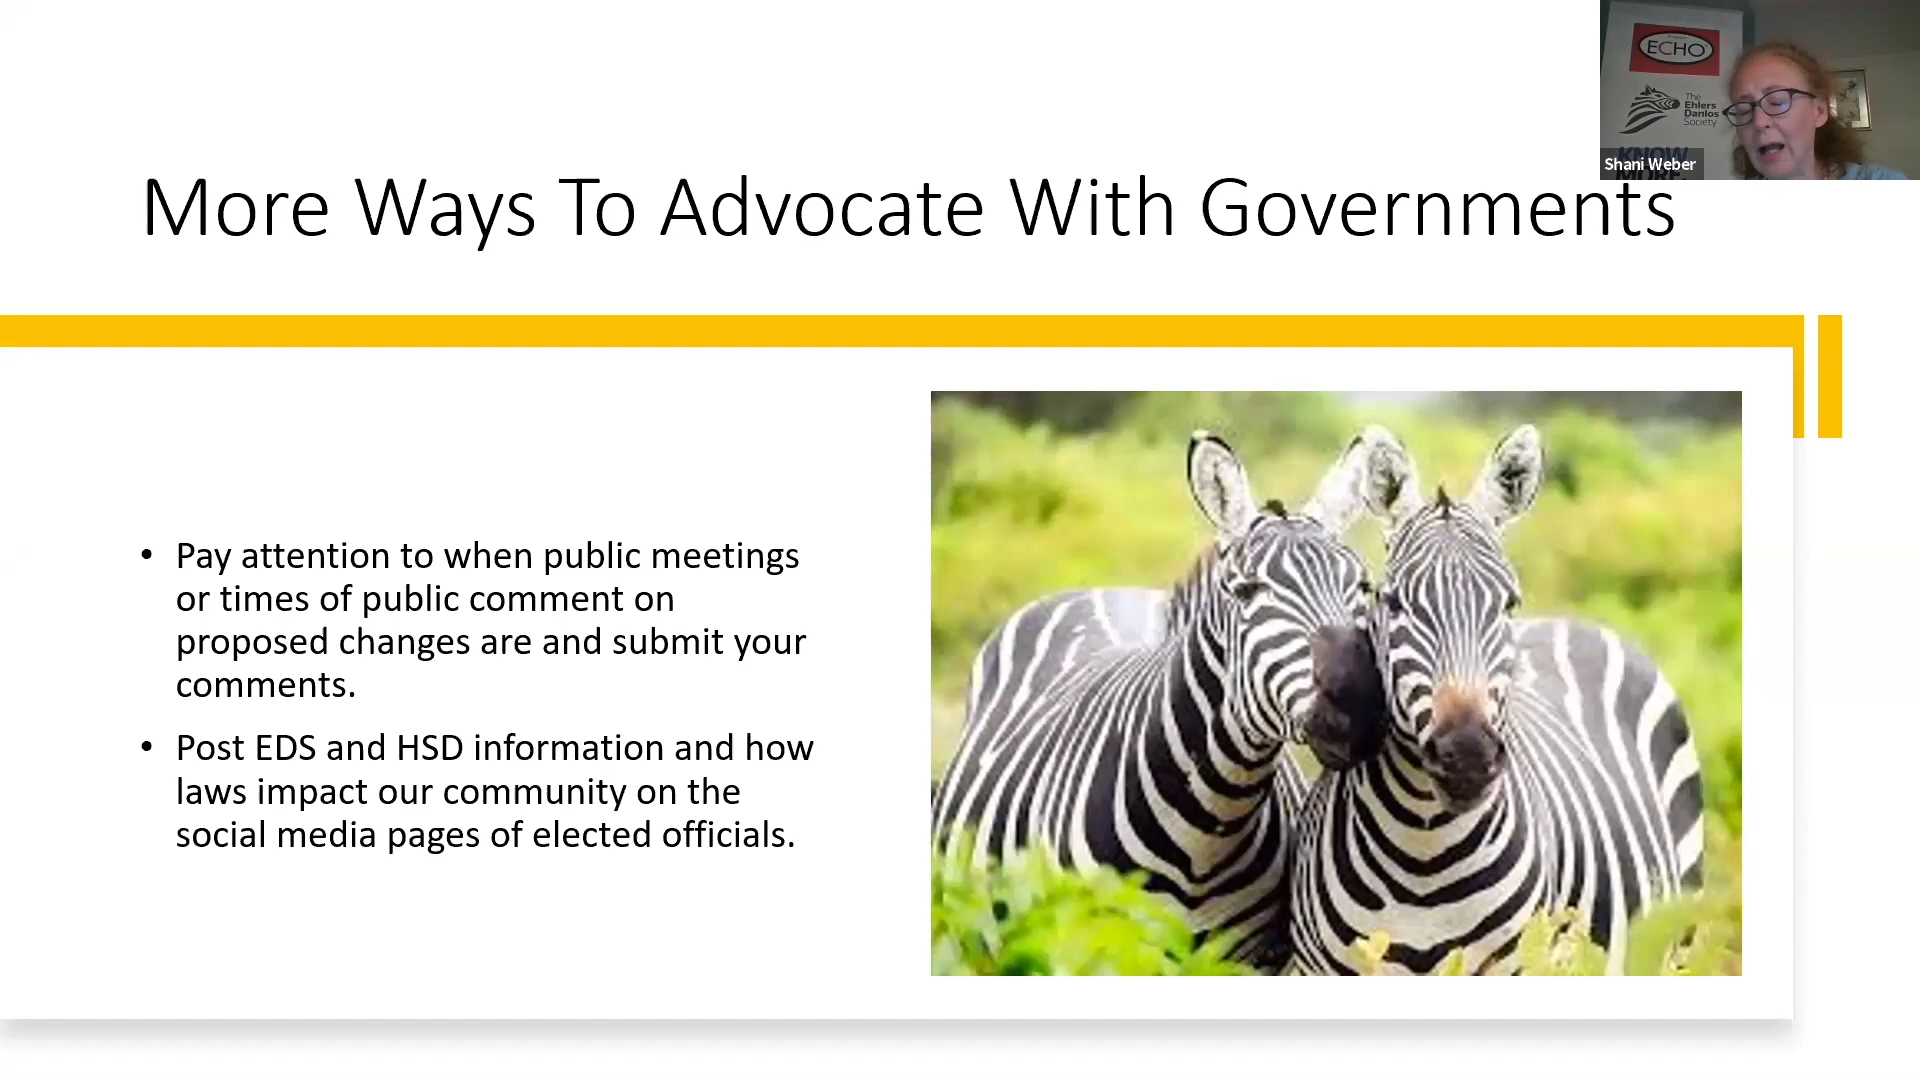 ECHO
The
Ehlers
Danlos
Society
KNOW
MORE.
Shani Weber
More Ways To Advocate With Governments
• Pay attention to when public meetings
or times of public comment on
proposed changes are and submit your
comments.
• Post EDS and HSD information and how
laws impact our community on the
social media pages of elected officials.